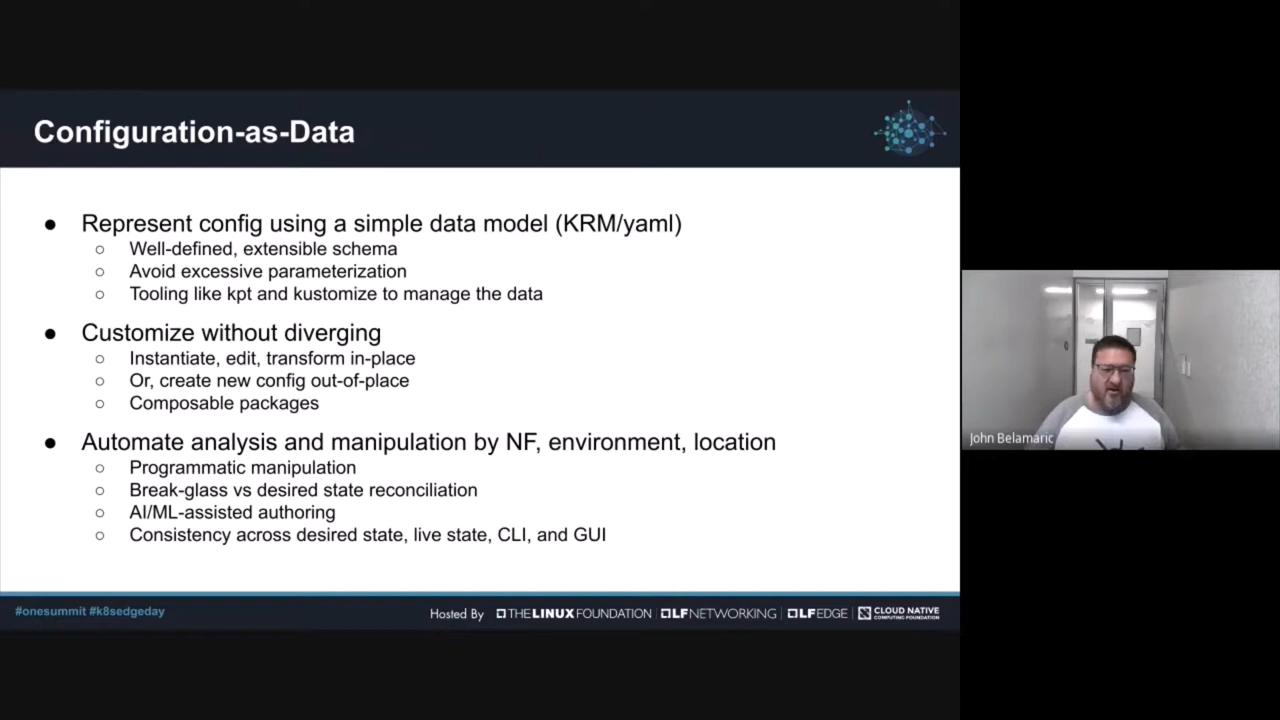 Configuration-as-Data
● Represent config using a simple data model (KRM/yaml)
○ Well-defined, extensible schema
○ Avoid excessive parameterization
○ Tooling like kpt and kustomize to manage the data
● Customize without diverging
○ Instantiate, edit, transform in-place
○ Or, create new config out-of-place
○ Composable packages
● Automate analysis and manipulation by NF, environment, location
○ Programmatic manipulation
○ Break-glass vs desired state reconciliation
○ AI/ML-assisted authoring
○ Consistency across desired state, live state, CLI, and GUI
#onesummit #k8sedgeday
Hosted By THE LINUX FOUNDATION | LF NETWORKING | LF EDGE | CLOUD NATIVE COMPUTING FOUNDATION
John Belamaric